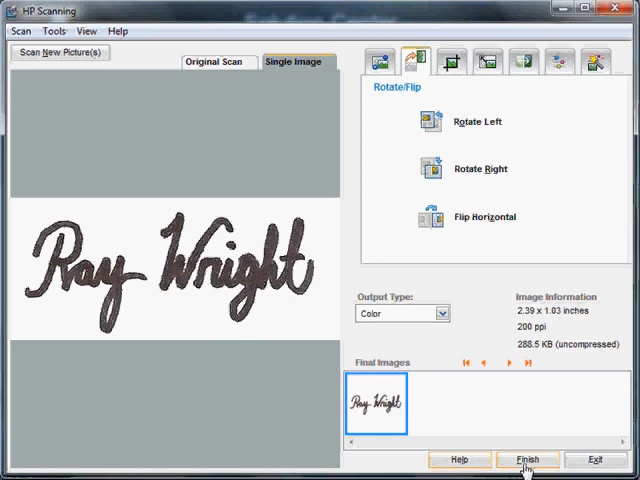 HP Scanning
Scan Tools View Help
Scan New Picture(s)
Original Scan Single Image
Rotate/Flip
Rotate Left
Rotate Right
Flip Horizontal
Ray Wright
Output Type:
Color
Image Information
2.39 x 1.03 inches
200 ppi
288.5 KB (uncompressed)
Final Images
Ray Wright
Help Finish Exit